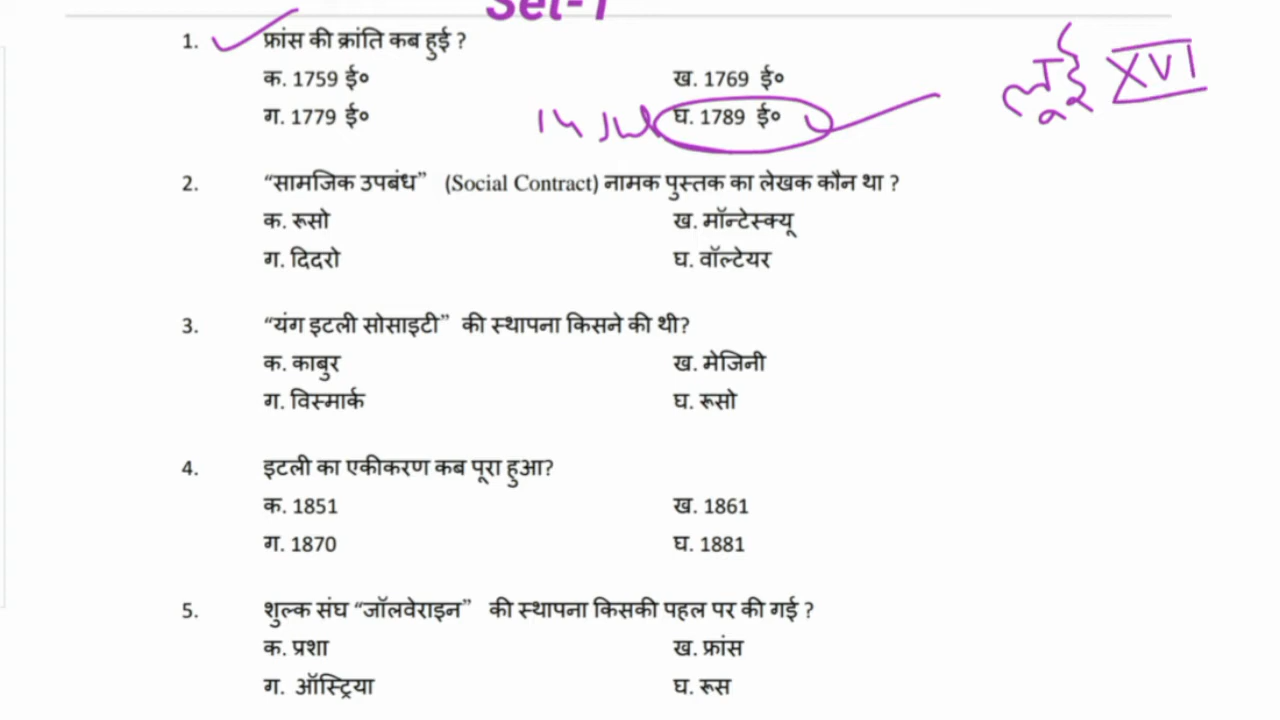 Set-1
1. फ्रांस की क्रांति कब हुई ?
क. 1759 ई० ख. 1769 ई०
ग. 1779 ई० 14 Jul घ. 1789 ई०
लूई XVI
2. “सामजिक उपबंध” (Social Contract) नामक पुस्तक का लेखक कौन था ?
क. रूसो ख. मॉन्टेस्क्यू
ग. दिदरो घ. वॉल्टेयर
3. “यंग इटली सोसाइटी” की स्थापना किसने की थी?
क. काबुर ख. मेजिनी
ग. विस्मार्क घ. रूसो
4. इटली का एकीकरण कब पूरा हुआ?
क. 1851 ख. 1861
ग. 1870 घ. 1881
5. शुल्क संघ “जॉलवेराइन” की स्थापना किसकी पहल पर की गई ?
क. प्रशा ख. फ्रांस
ग. ऑस्ट्रिया घ. रूस